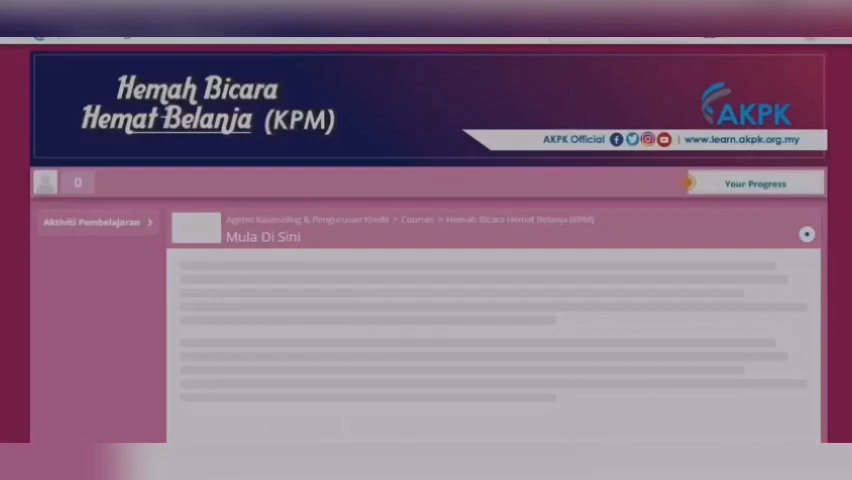 Hemah Bicara
Hemat Belanja (KPM)
AKPK
AKPK Official | www.learn.akpk.org.my
0
Your Progress
Aktiviti Pembelajaran
Agensi Kaunseling & Pengurusan Kredit > Courses > Hemah Bicara Hemat Belanja (KPM)
Mula Di Sini